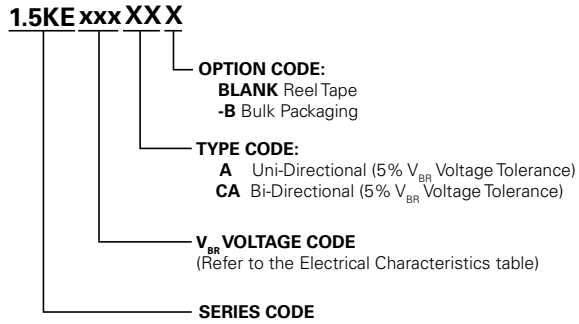 1.5KE xxx XX X
OPTION CODE:
BLANK Reel Tape
-B Bulk Packaging
TYPE CODE:
A Uni-Directional (5% VBR Voltage Tolerance)
CA Bi-Directional (5% VBR Voltage Tolerance)
VBR VOLTAGE CODE
(Refer to the Electrical Characteristics table)
SERIES CODE